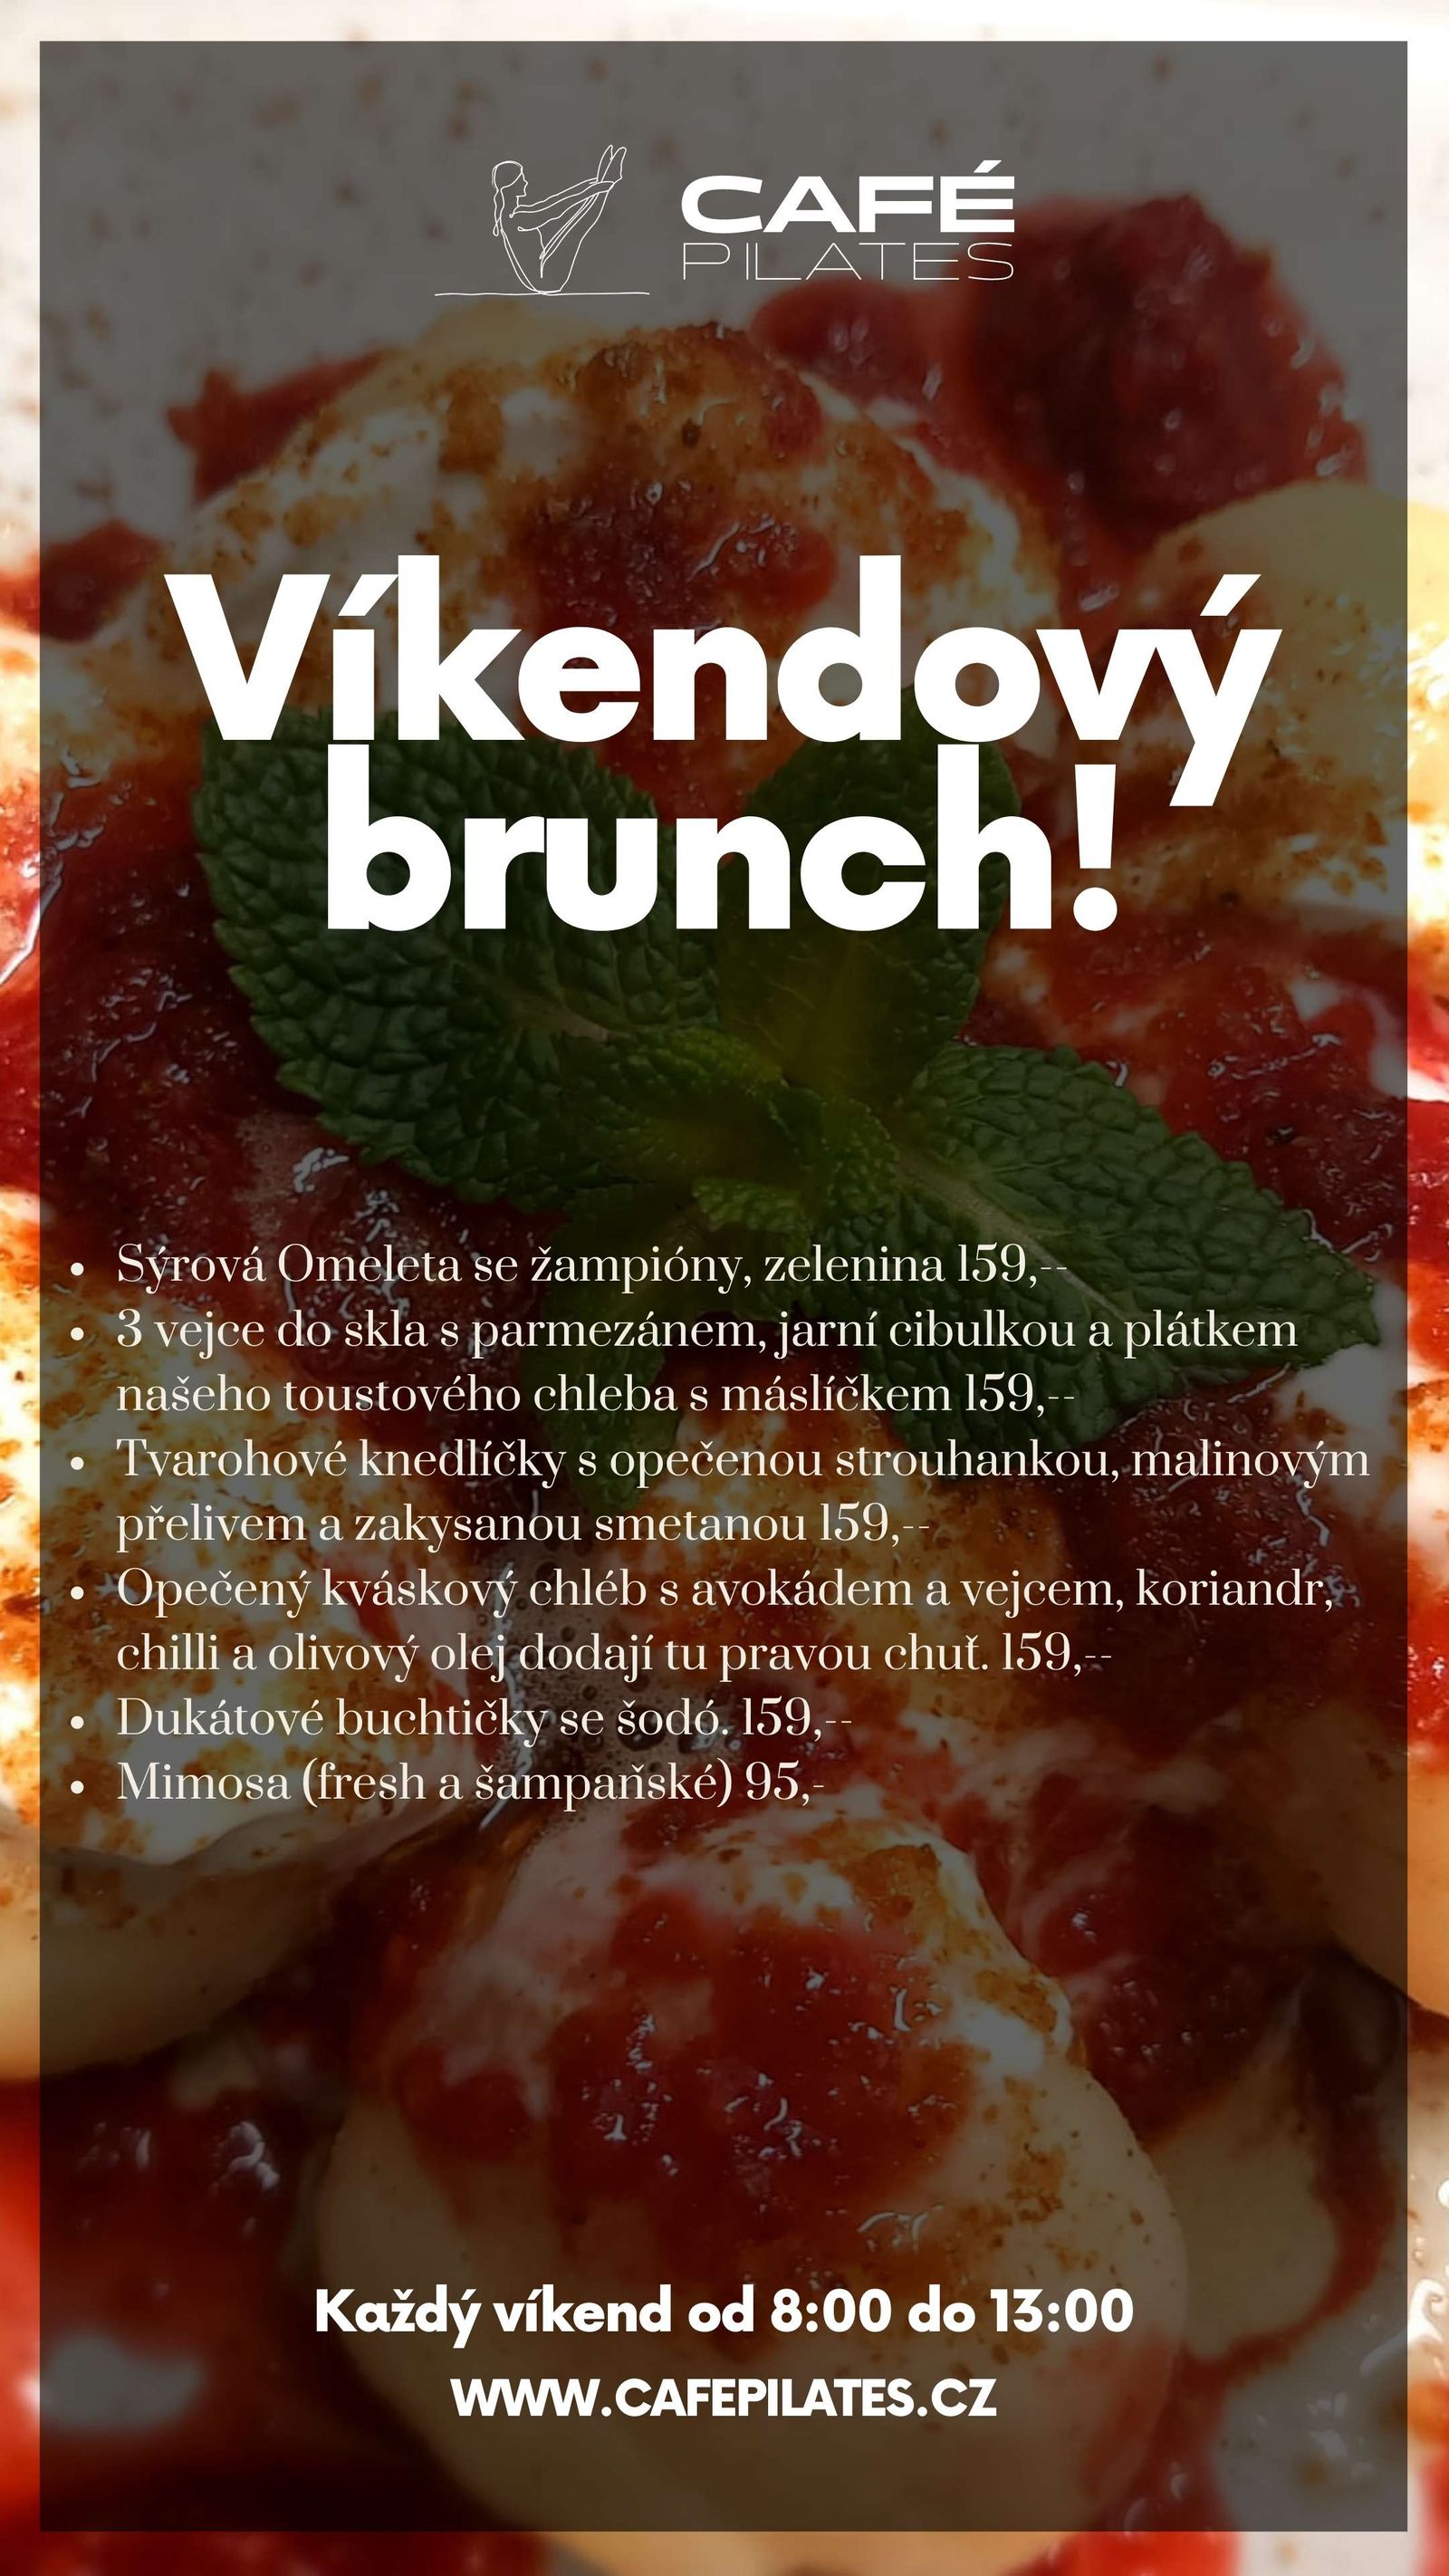 CAFÉ
PILATES
Víkendový
brunch!
• Sýrová Omeleta se žampióny, zelenina 159,--
• 3 vejce do skla s parmezánem, jarní cibulkou a plátkem
našeho toustového chleba s máslíčkem 159,--
• Tvarohové knedlíčky s opečenou strouhankou, malinovým
přelivem a zakysanou smetanou 159,--
• Opečený kváskový chléb s avokádem a vejcem, koriandr,
chilli a olivový olej dodají tu pravou chuť. 159,--
• Dukátové buchtičky se šodó. 159,--
• Mimosa (fresh a šampaňské) 95,-
Každý víkend od 8:00 do 13:00
WWW.CAFEPILATES.CZ